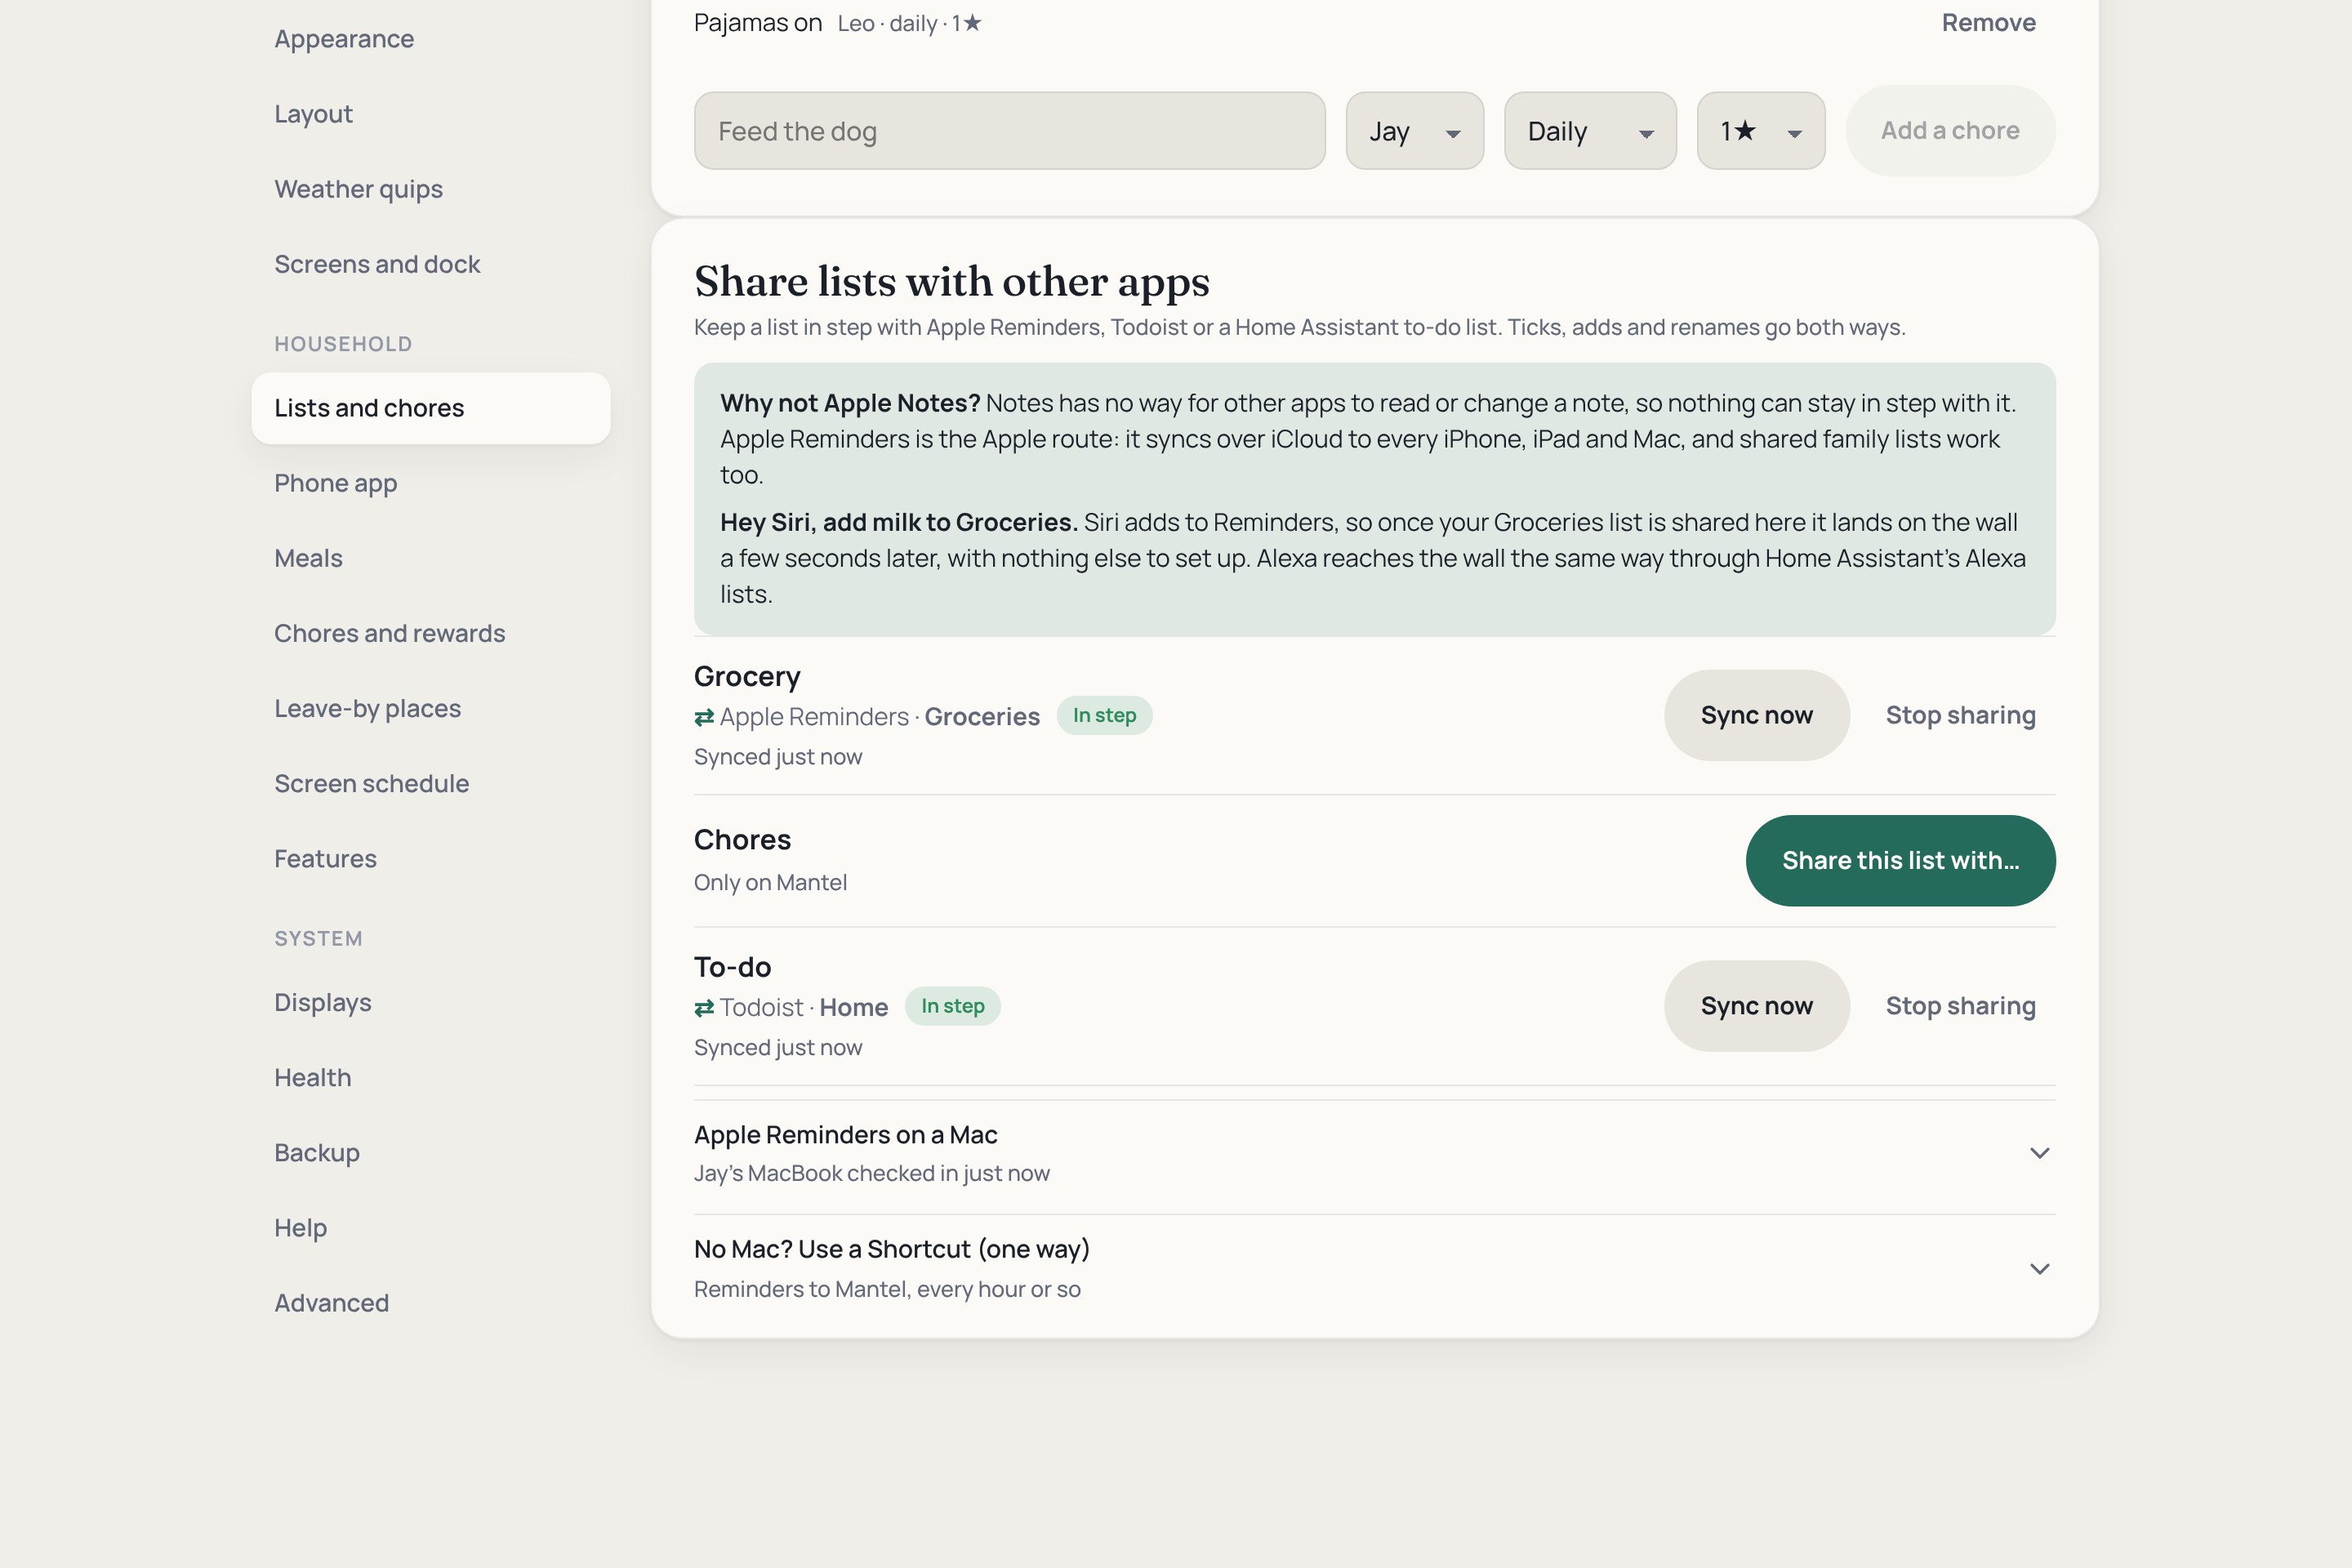 Appearance
Layout
Weather quips
Screens and dock
HOUSEHOLD
Lists and chores
Phone app
Meals
Chores and rewards
Leave-by places
Screen schedule
Features
SYSTEM
Displays
Health
Backup
Help
Advanced
Pajamas on Leo · daily · 1★ Remove
Feed the dog Jay Daily 1★ Add a chore
Share lists with other apps
Keep a list in step with Apple Reminders, Todoist or a Home Assistant to-do list. Ticks, adds and renames go both ways.
Why not Apple Notes? Notes has no way for other apps to read or change a note, so nothing can stay in step with it.
Apple Reminders is the Apple route: it syncs over iCloud to every iPhone, iPad and Mac, and shared family lists work
too.
Hey Siri, add milk to Groceries. Siri adds to Reminders, so once your Groceries list is shared here it lands on the wall
a few seconds later, with nothing else to set up. Alexa reaches the wall the same way through Home Assistant’s Alexa
lists.
Grocery
⇄ Apple Reminders · Groceries In step
Synced just now
Sync now Stop sharing
Chores
Only on Mantel
Share this list with…
To-do
⇄ Todoist · Home In step
Synced just now
Sync now Stop sharing
Apple Reminders on a Mac
Jay’s MacBook checked in just now
No Mac? Use a Shortcut (one way)
Reminders to Mantel, every hour or so